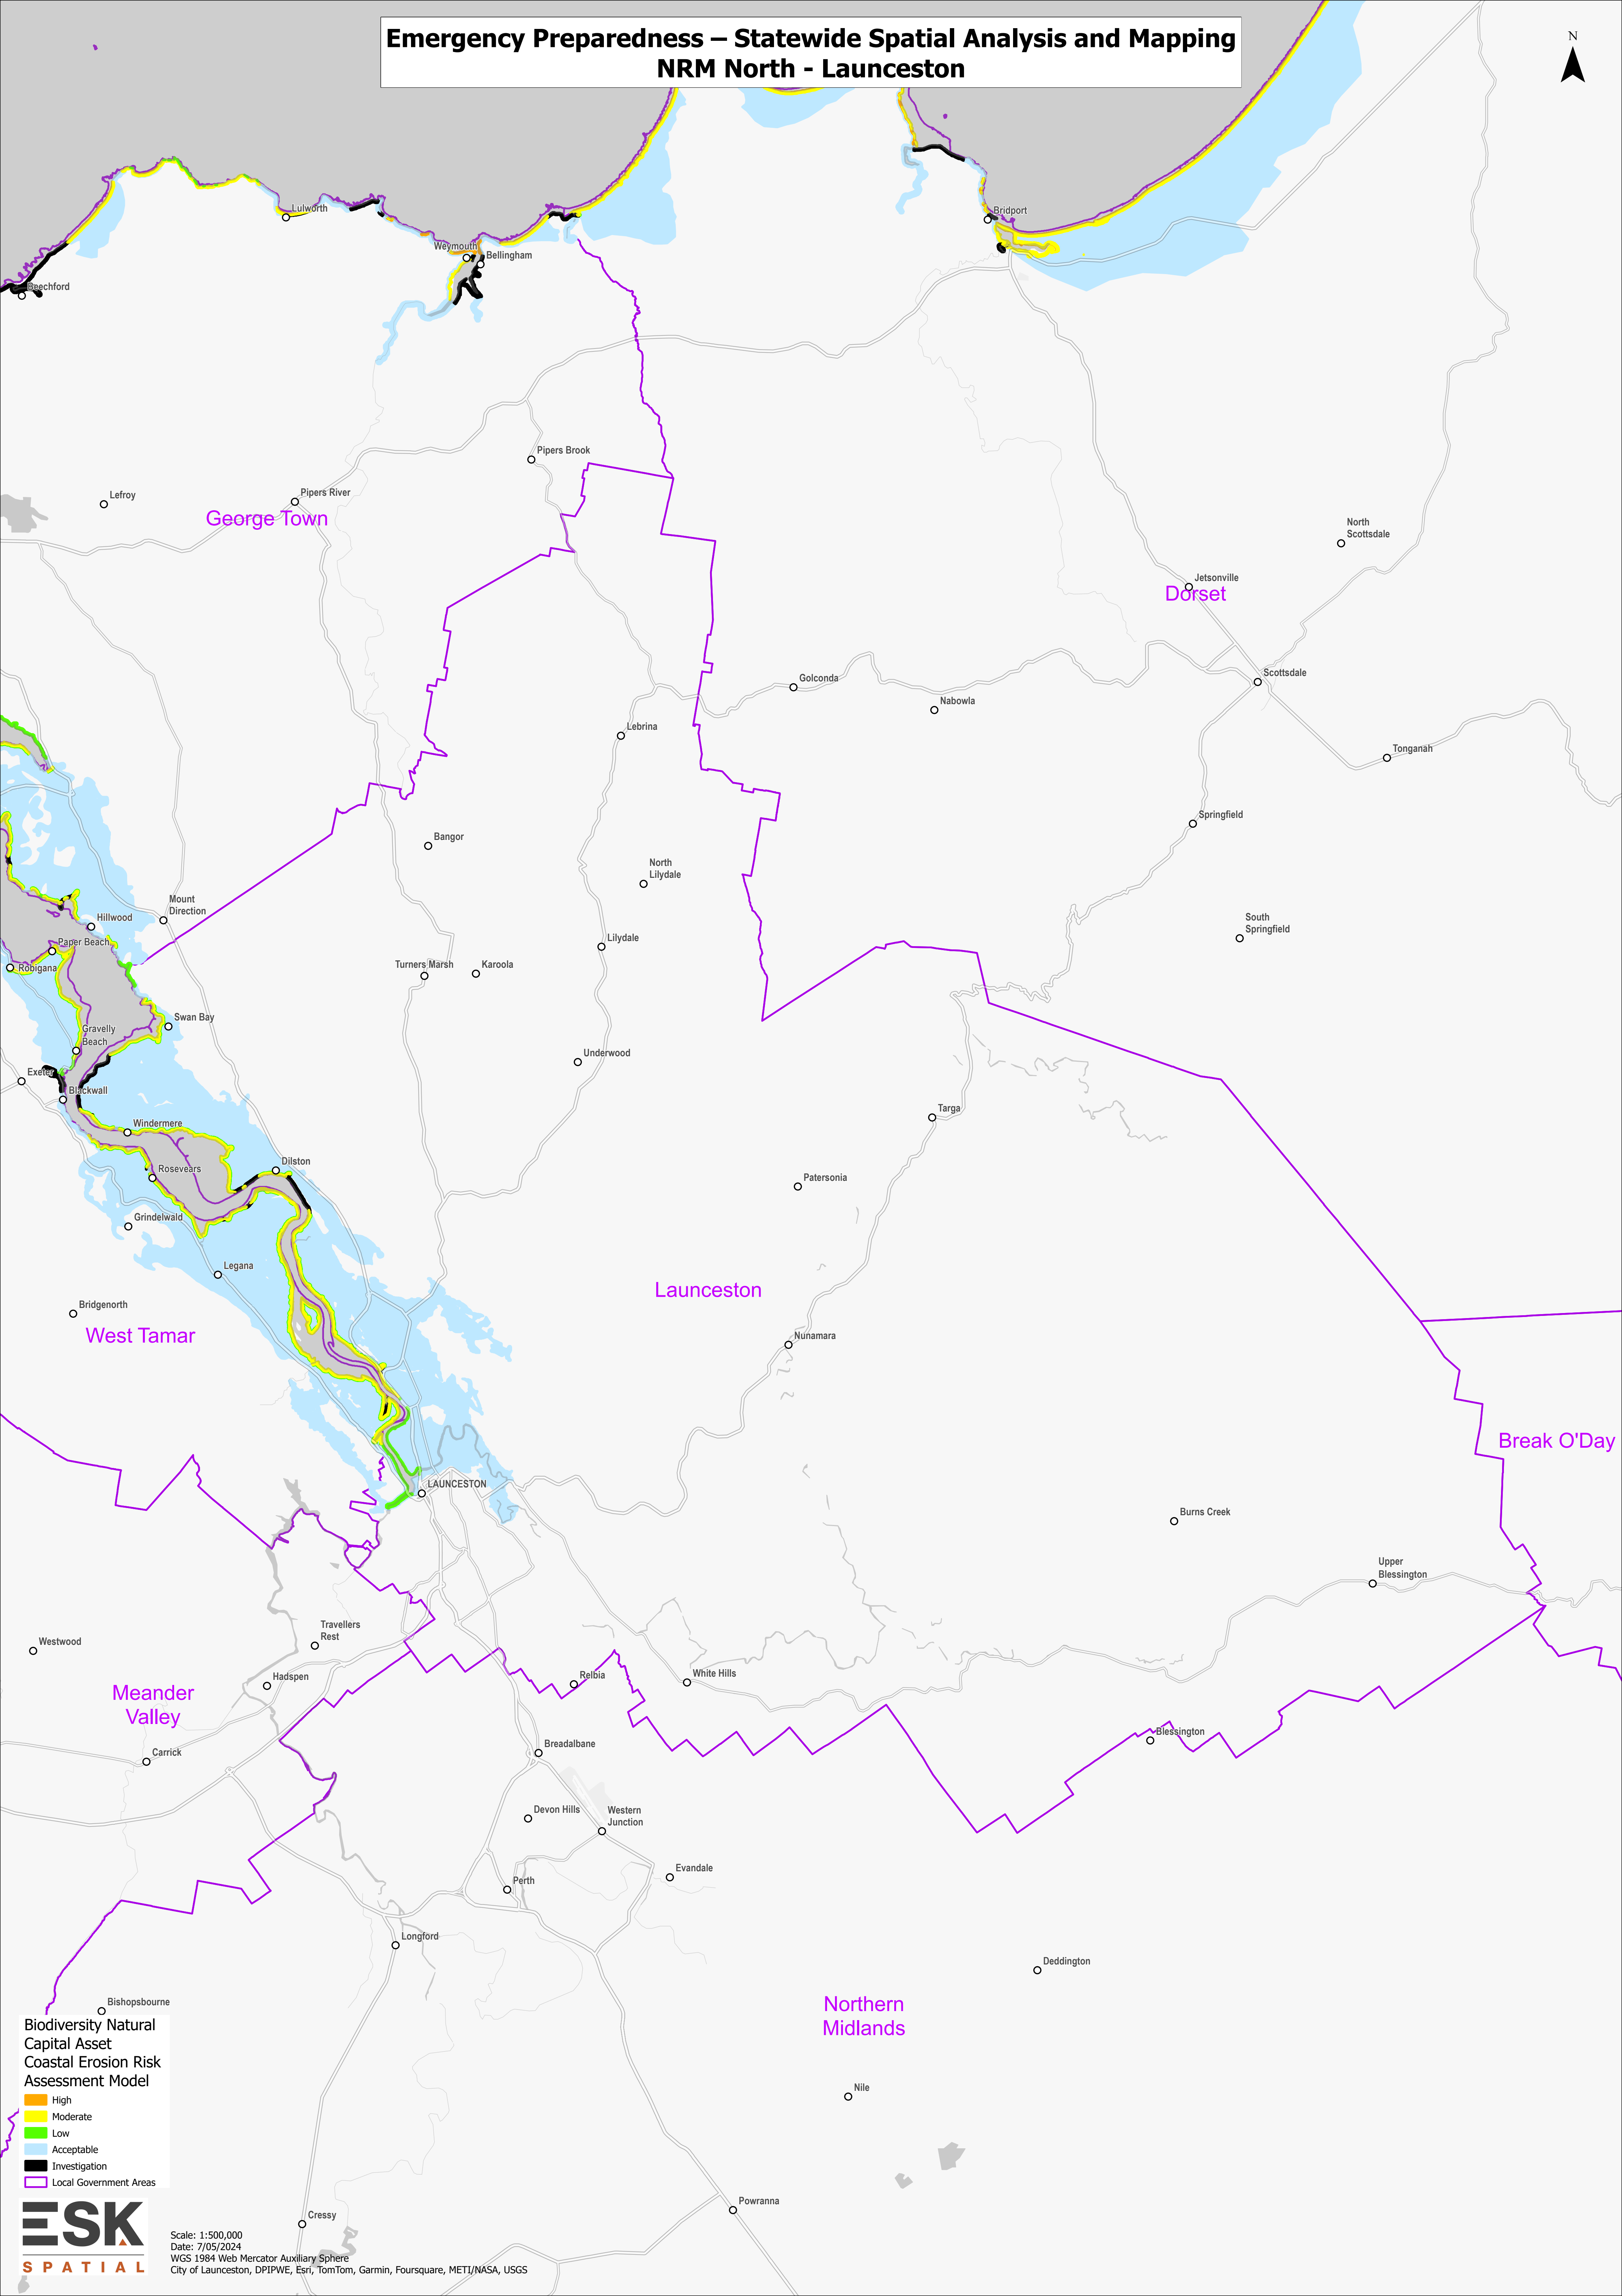 Emergency Preparedness – Statewide Spatial Analysis and Mapping
NRM North - Launceston
N
Lulworth
Bridport
Weymouth
Bellingham
Beechford
Pipers Brook
Lefroy
Pipers River
George Town
North
Scottsdale
Jetsonville
Dorset
Golconda
Scottsdale
Nabowla
Lebrina
Tonganah
Springfield
Bangor
North
Lilydale
Mount
Direction
Hillwood
South
Springfield
Paper Beach
Lilydale
Robigana
Turners Marsh
Karoola
Swan Bay
Gravelly
Beach
Underwood
Exeter
Blackwall
Targa
Windermere
Dilston
Rosevears
Patersonia
Grindelwald
Legana
Launceston
Bridgenorth
West Tamar
Nunamara
Break O'Day
LAUNCESTON
Burns Creek
Upper
Blessington
Travellers
Rest
Westwood
Hadspen
Relbia
White Hills
Meander
Valley
Blessington
Breadalbane
Carrick
Devon Hills
Western
Junction
Evandale
Perth
Longford
Deddington
Bishopsbourne
Northern
Midlands
Nile
Powranna
Cressy
Biodiversity Natural
Capital Asset
Coastal Erosion Risk
Assessment Model
High
Moderate
Low
Acceptable
Investigation
Local Government Areas
ESK
SPATIAL
Scale: 1:500,000
Date: 7/05/2024
WGS 1984 Web Mercator Auxiliary Sphere
City of Launceston, DPIPWE, Esri, TomTom, Garmin, Foursquare, METI/NASA, USGS